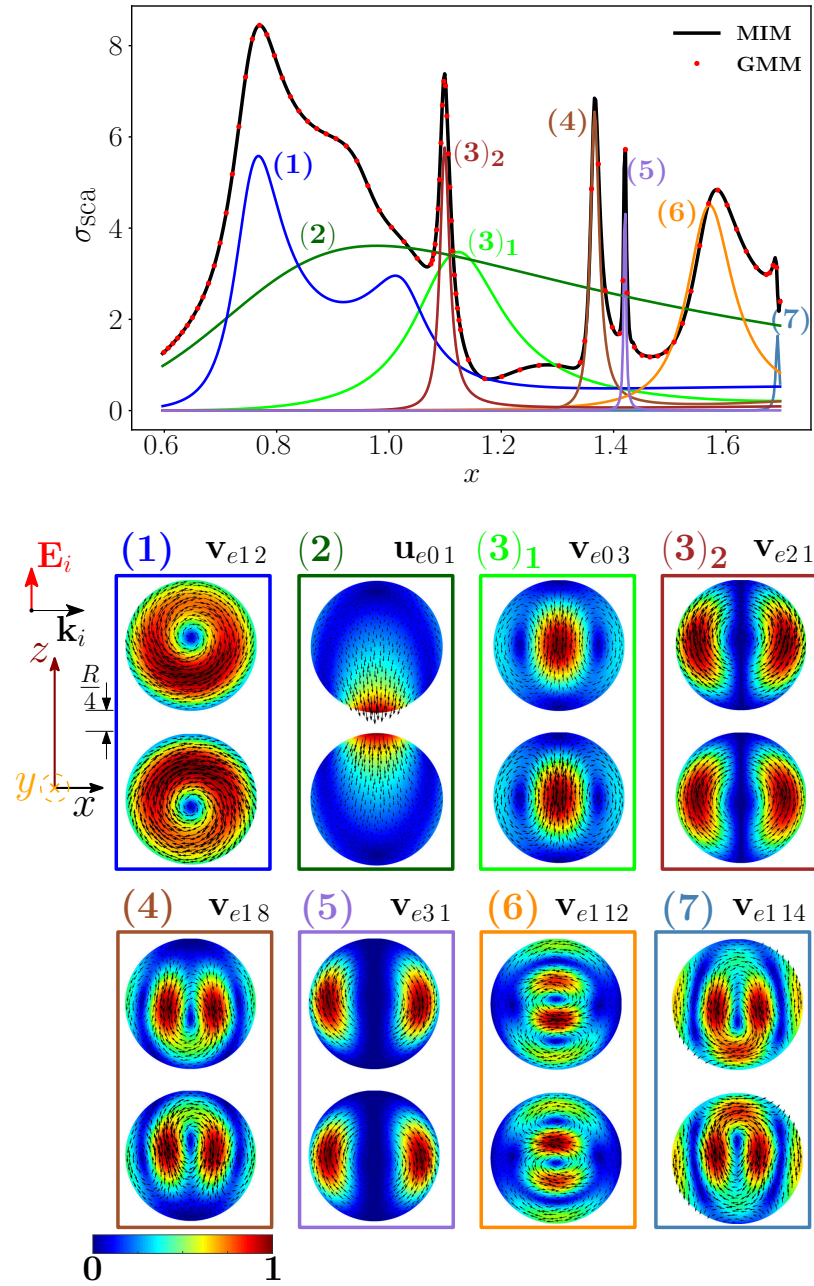 8
6
4
2
0
σsca
MIM
GMM
(1)
(2)
(3)2
(3)1
(4)
(5)
(6)
(7)
0.6 0.8 1.0 1.2 1.4 1.6
x
Ei
ki
z
R/4
y
x
(1) ve12
(2) ue01
(3)1 ve03
(3)2 ve21
(4) ve18
(5) ve31
(6) ve112
(7) ve114
0 1